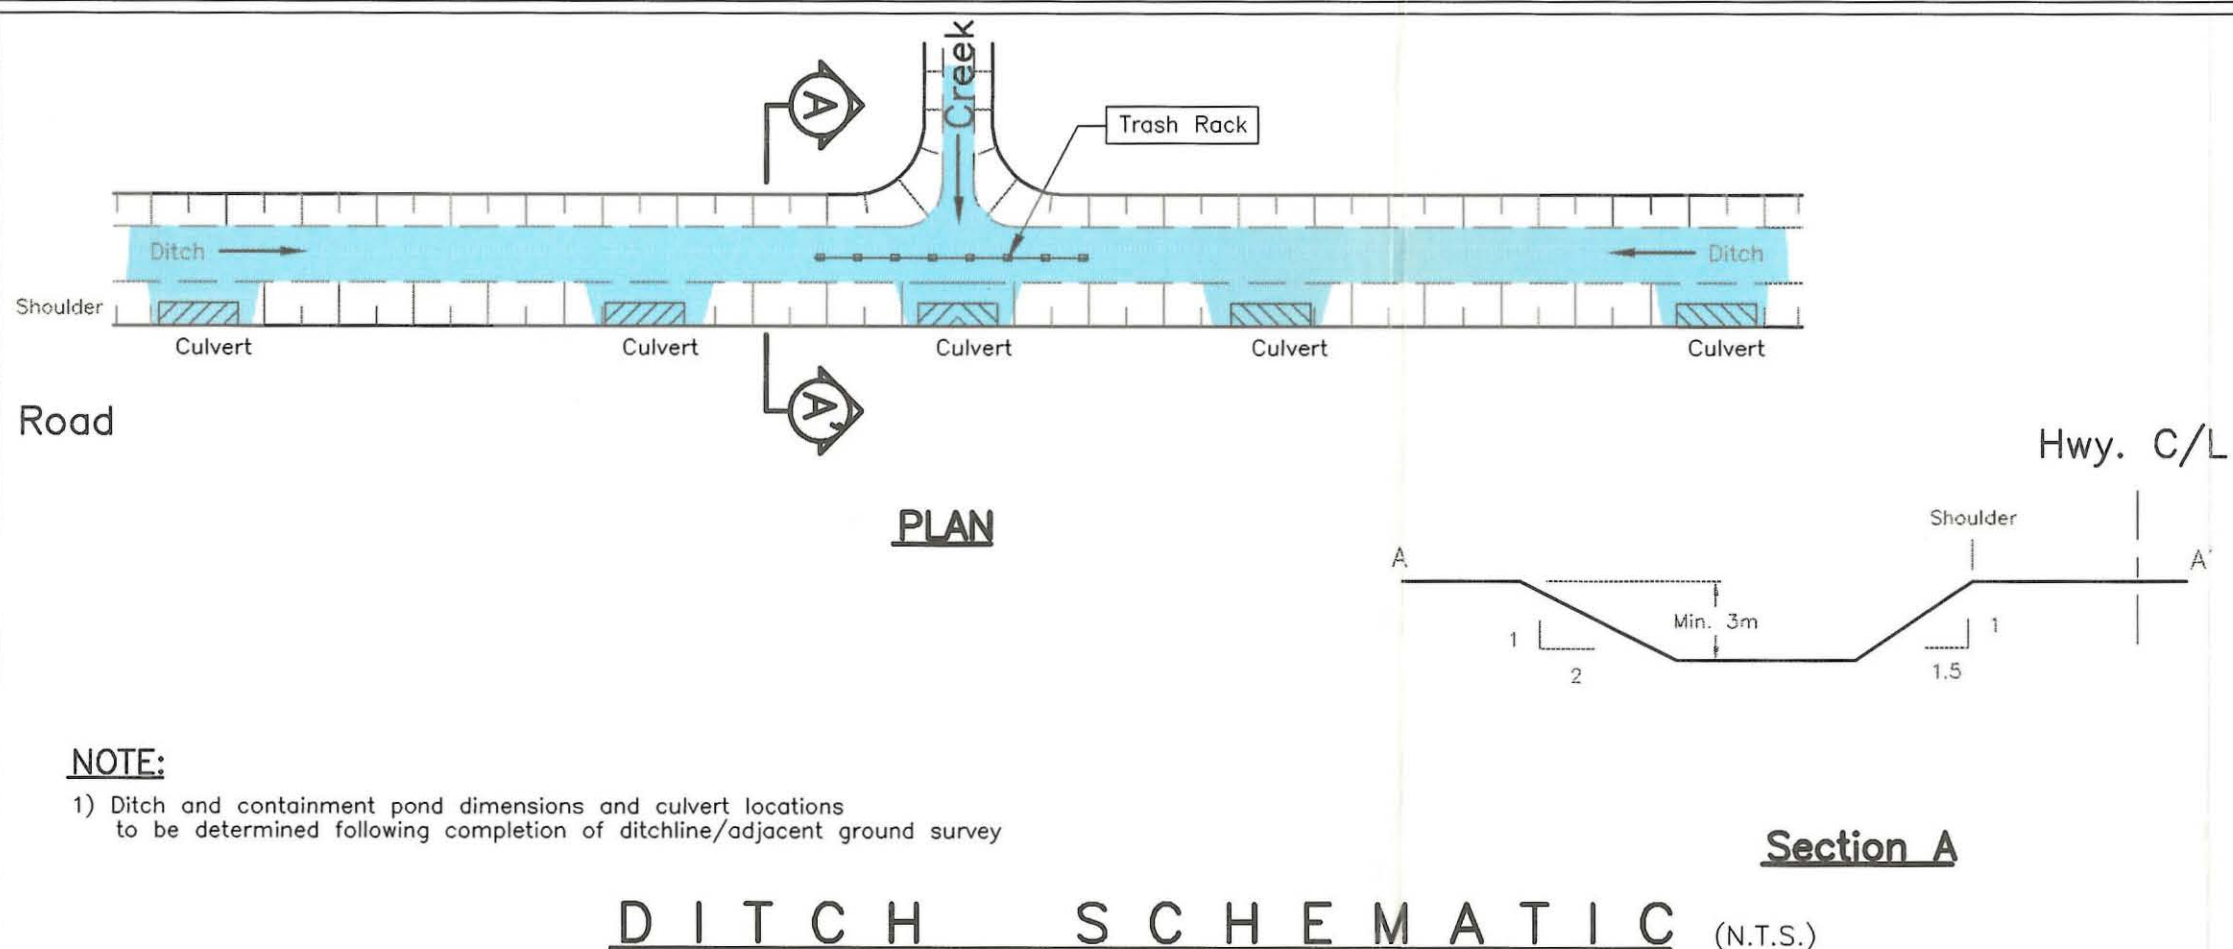 Creek
A
Trash Rack
Ditch
Ditch
Shoulder
Culvert
Culvert
Culvert
Culvert
Culvert
A'
Road
PLAN
Hwy. C/L
Shoulder
A
A'
Min. 3m
1
2
1
1.5
NOTE:
1) Ditch and containment pond dimensions and culvert locations
to be determined following completion of ditchline/adjacent ground survey
Section A
DITCH SCHEMATIC (N.T.S.)